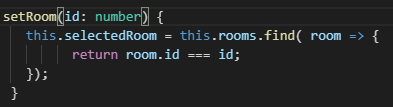 setRoom(id: number) {
  this.selectedRoom = this.rooms.find( room => {
        return room.id === id;
  });
}